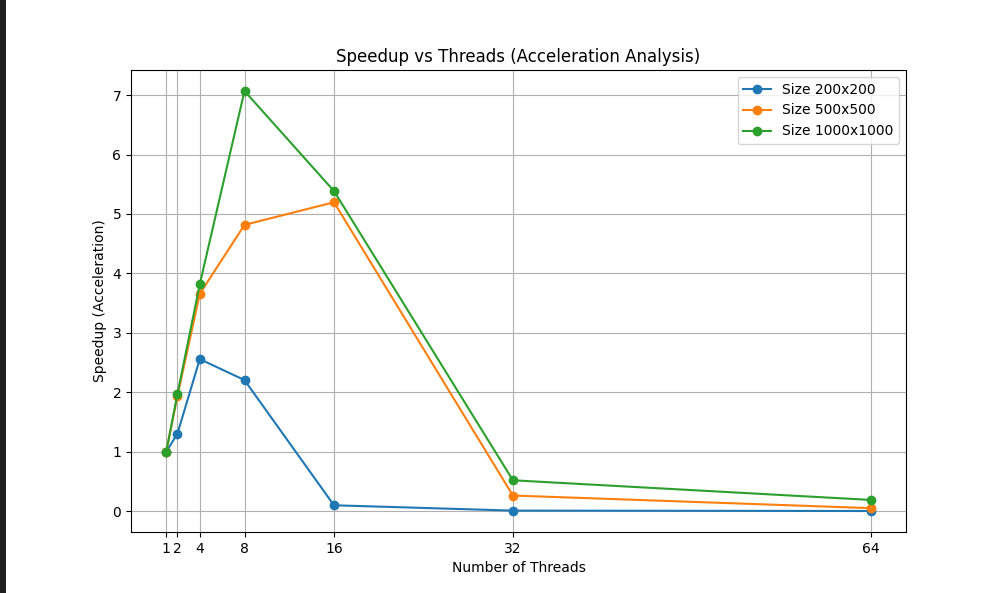 Speedup vs Threads (Acceleration Analysis)
Size 200x200
Size 500x500
Size 1000x1000
Speedup (Acceleration)
7
6
5
4
3
2
1
0
1 2 4 8 16 32 64
Number of Threads